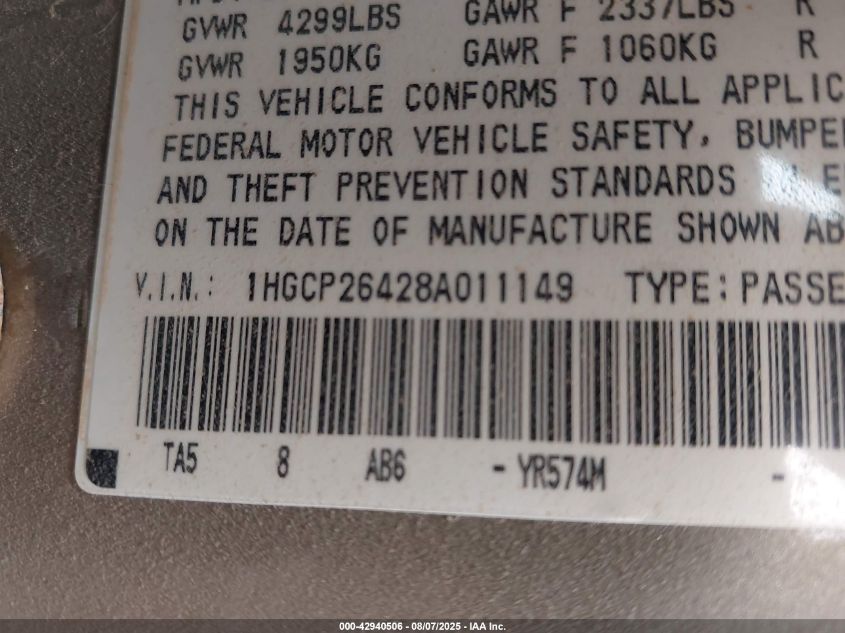 GVWR 4299LBS GAWR F 2337LBS R
GVWR 1950KG GAWR F 1060KG R
THIS VEHICLE CONFORMS TO ALL APPLIC
FEDERAL MOTOR VEHICLE SAFETY, BUMPE
AND THEFT PREVENTION STANDARDS
ON THE DATE OF MANUFACTURE SHOWN AB
V.I.N.: 1HGCP26428A011149 TYPE: PASSE
TA5 8 AB6 - YR574M -
000-42940506 - 08/07/2025 - IAA Inc.